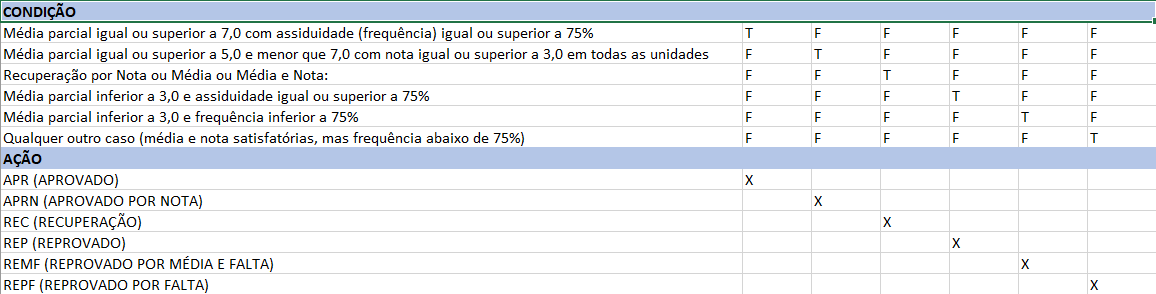 CONDIÇÃO
Média parcial igual ou superior a 7,0 com assiduidade (frequência) igual ou superior a 75% T F F F F F
Média parcial igual ou superior a 5,0 e menor que 7,0 com nota igual ou superior a 3,0 em todas as unidades F T F F F F
Recuperação por Nota ou Média ou Média e Nota: F F T F F F
Média parcial inferior a 3,0 e assiduidade igual ou superior a 75% F F F T F F
Média parcial inferior a 3,0 e frequência inferior a 75% F F F F T F
Qualquer outro caso (média e nota satisfatórias, mas frequência abaixo de 75%) F F F F F T
AÇÃO
APR (APROVADO) X
APRN (APROVADO POR NOTA) X
REC (RECUPERAÇÃO) X
REP (REPROVADO) X
REMF (REPROVADO POR MÉDIA E FALTA) X
REPF (REPROVADO POR FALTA) X